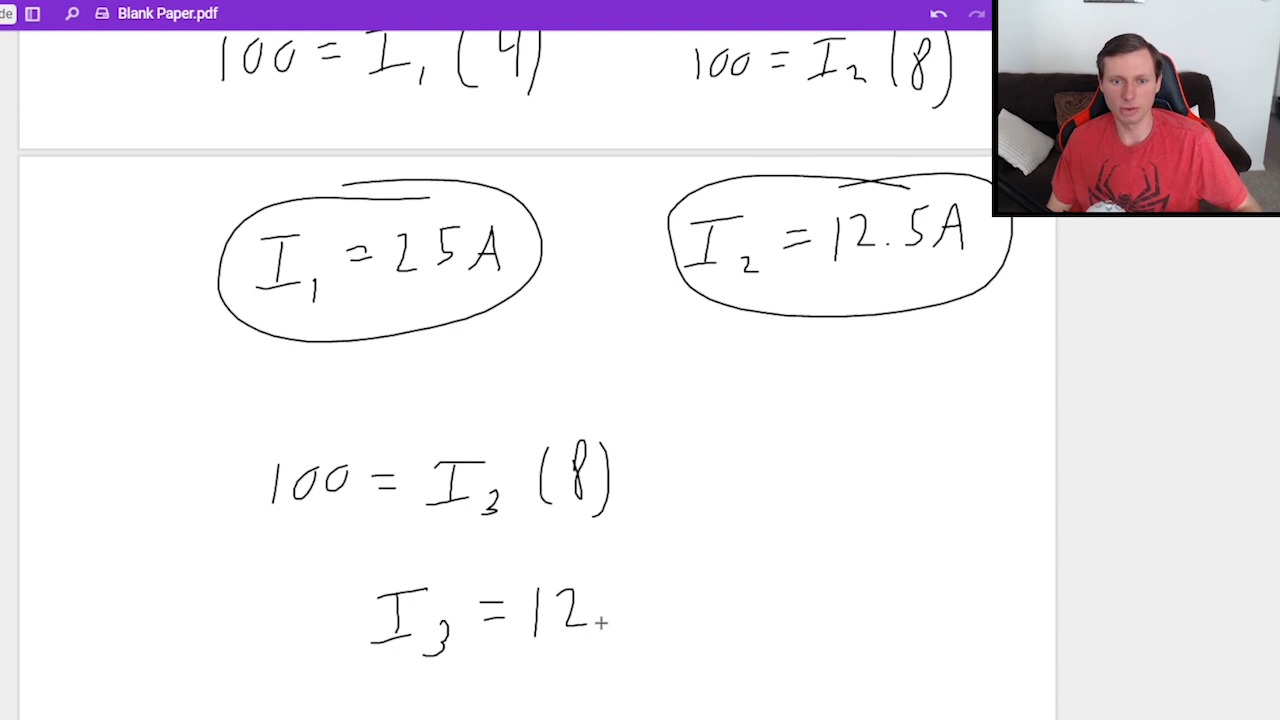 de
Blank Paper.pdf
100 = I₁ (4)
100 = I₂ (8)
I₁ = 25A
I₂ = 12.5A
100 = I₃ (8)
I₃ = 12